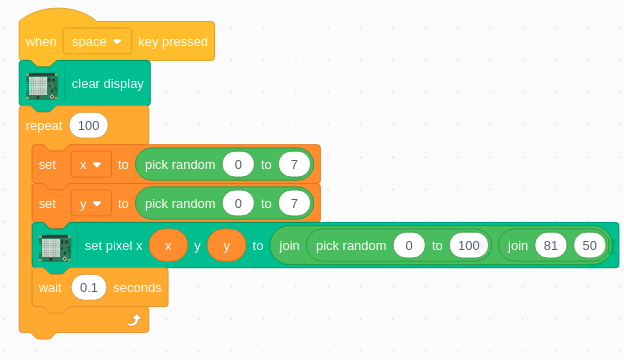 when space key pressed
clear display
repeat 100
set x to pick random 0 to 7
set y to pick random 0 to 7
set pixel x x y y to join pick random 0 to 100 join 81 50
wait 0.1 seconds